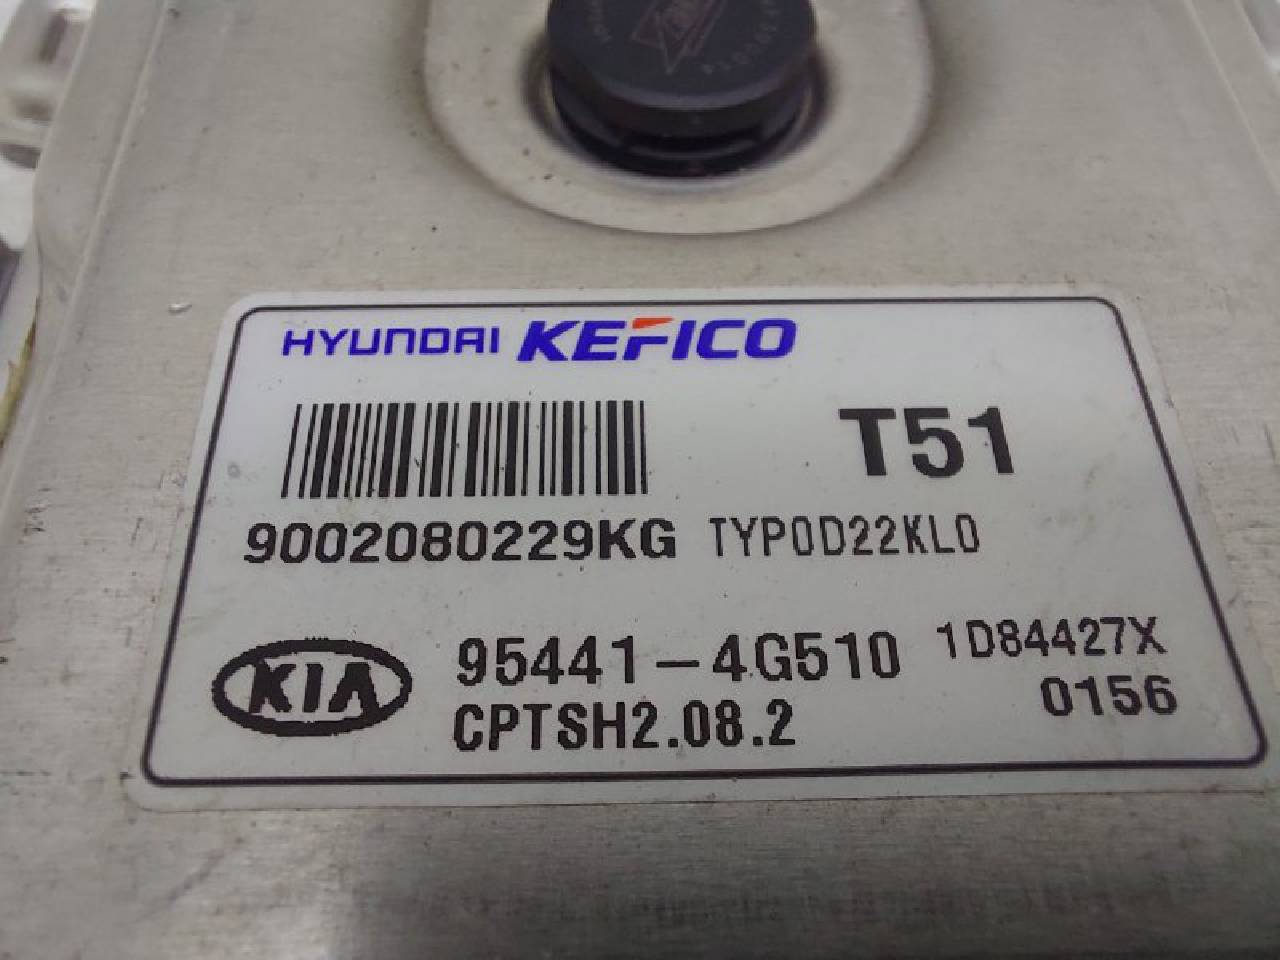 HYUNDAI KEFICO
T51
9002080229KG TYP0D22KL0
KIA 95441-4G510 1D84427X
CPTSH2.08.2 0156